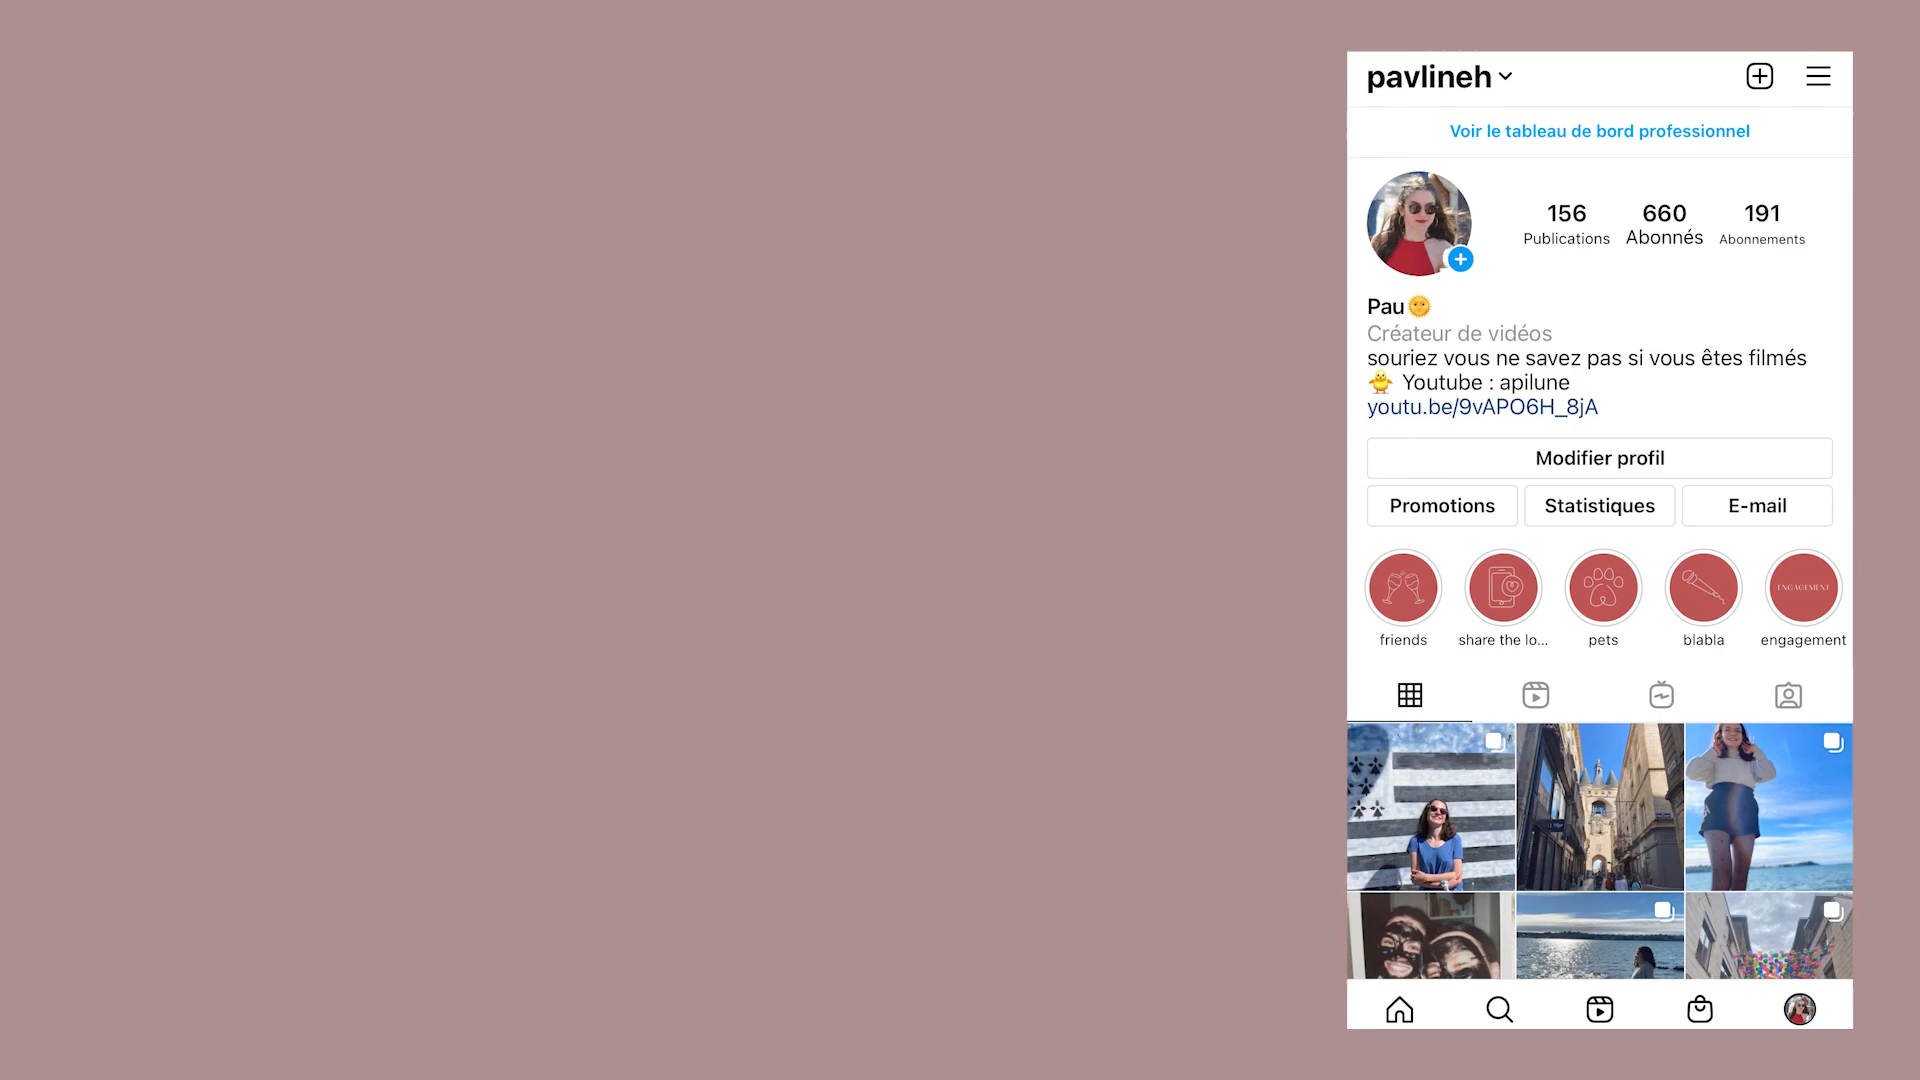 pavlineh
Voir le tableau de bord professionnel
156 660 191
Publications Abonnés Abonnements
Pau🌞
Créateur de vidéos
souriez vous ne savez pas si vous êtes filmés
🐥 Youtube : apilune
youtu.be/9vAPO6H_8jA
Modifier profil
Promotions Statistiques E-mail
ENGAGEMENT
friends share the lo... pets blabla engagement